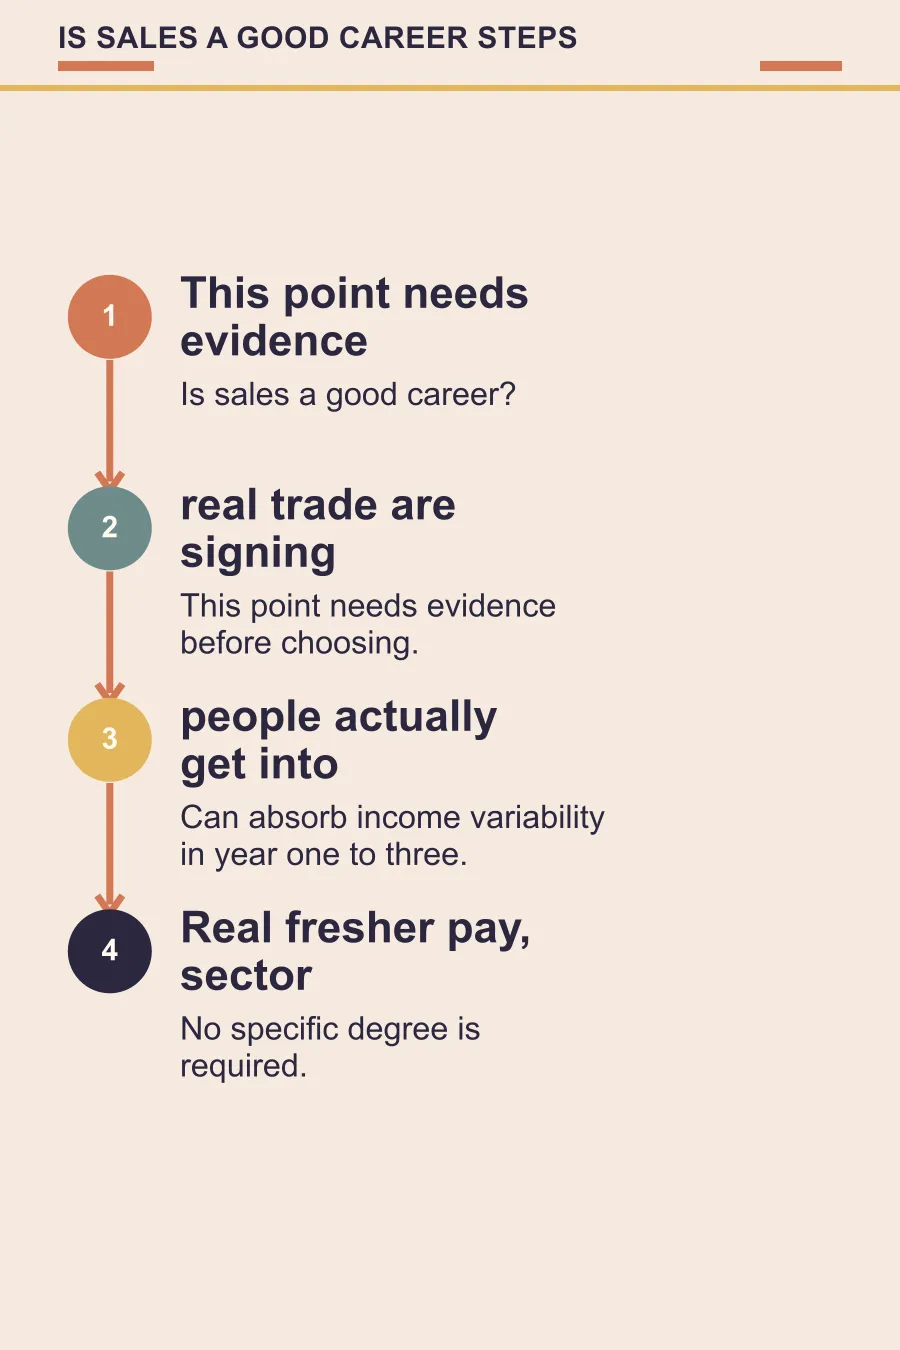 IS SALES A GOOD CAREER STEPS
1
This point needs
evidence
Is sales a good career?
2
real trade are
signing
This point needs evidence
before choosing.
3
people actually
get into
Can absorb income variability
in year one to three.
4
Real fresher pay,
sector
No specific degree is
required.